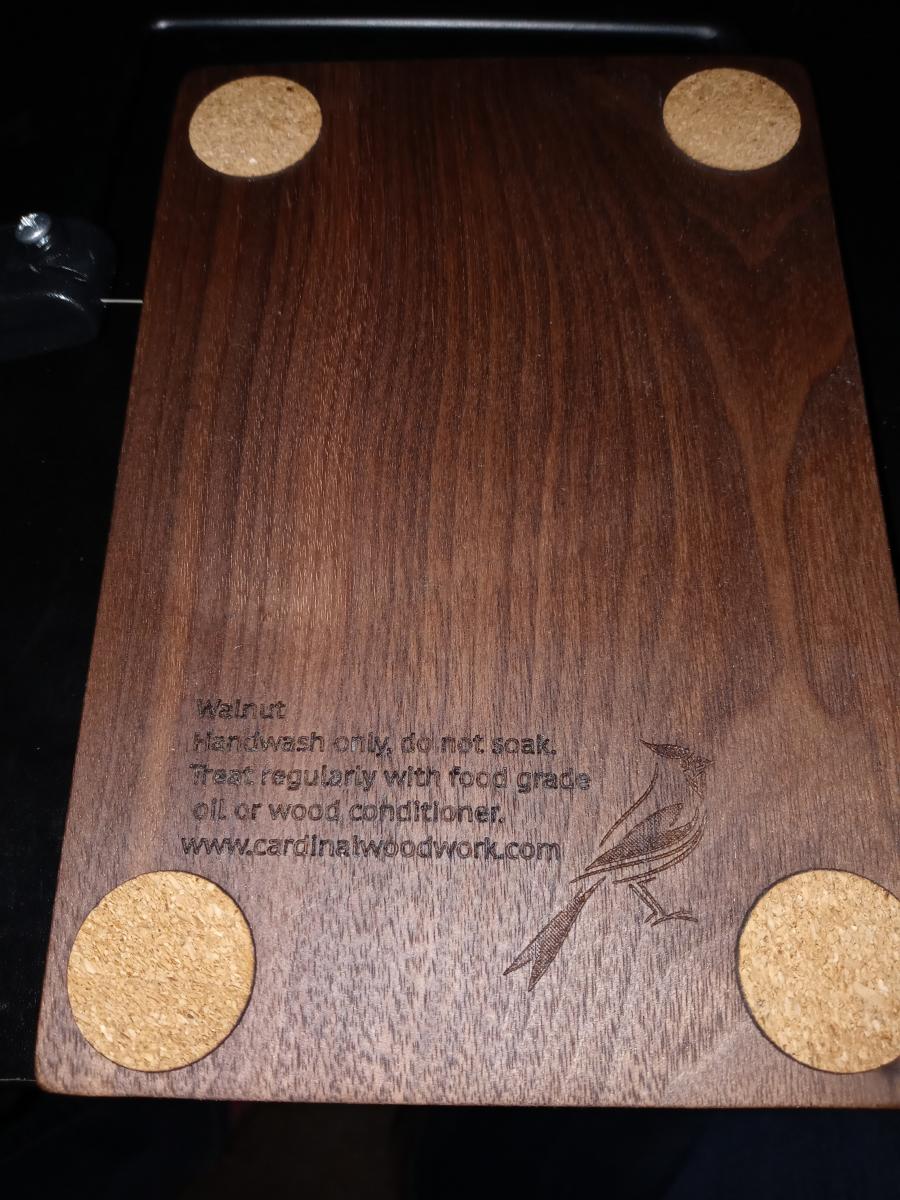 Walnut
Handwash only, do not soak.
Treat regularly with food grade
oil or wood conditioner.
www.cardinalwoodwork.com